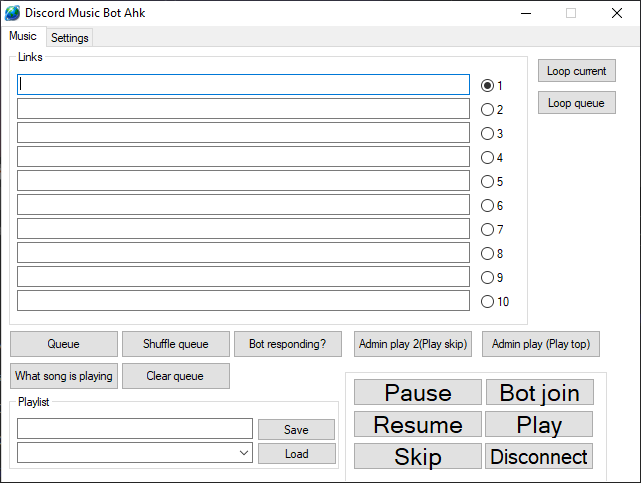 Discord Music Bot Ahk
Music Settings
Links
1
2
3
4
5
6
7
8
9
10
Loop current
Loop queue
Queue Shuffle queue Bot responding? Admin play 2(Play skip) Admin play (Play top)
What song is playing Clear queue
Playlist
Save
Load
Pause Bot join
Resume Play
Skip Disconnect